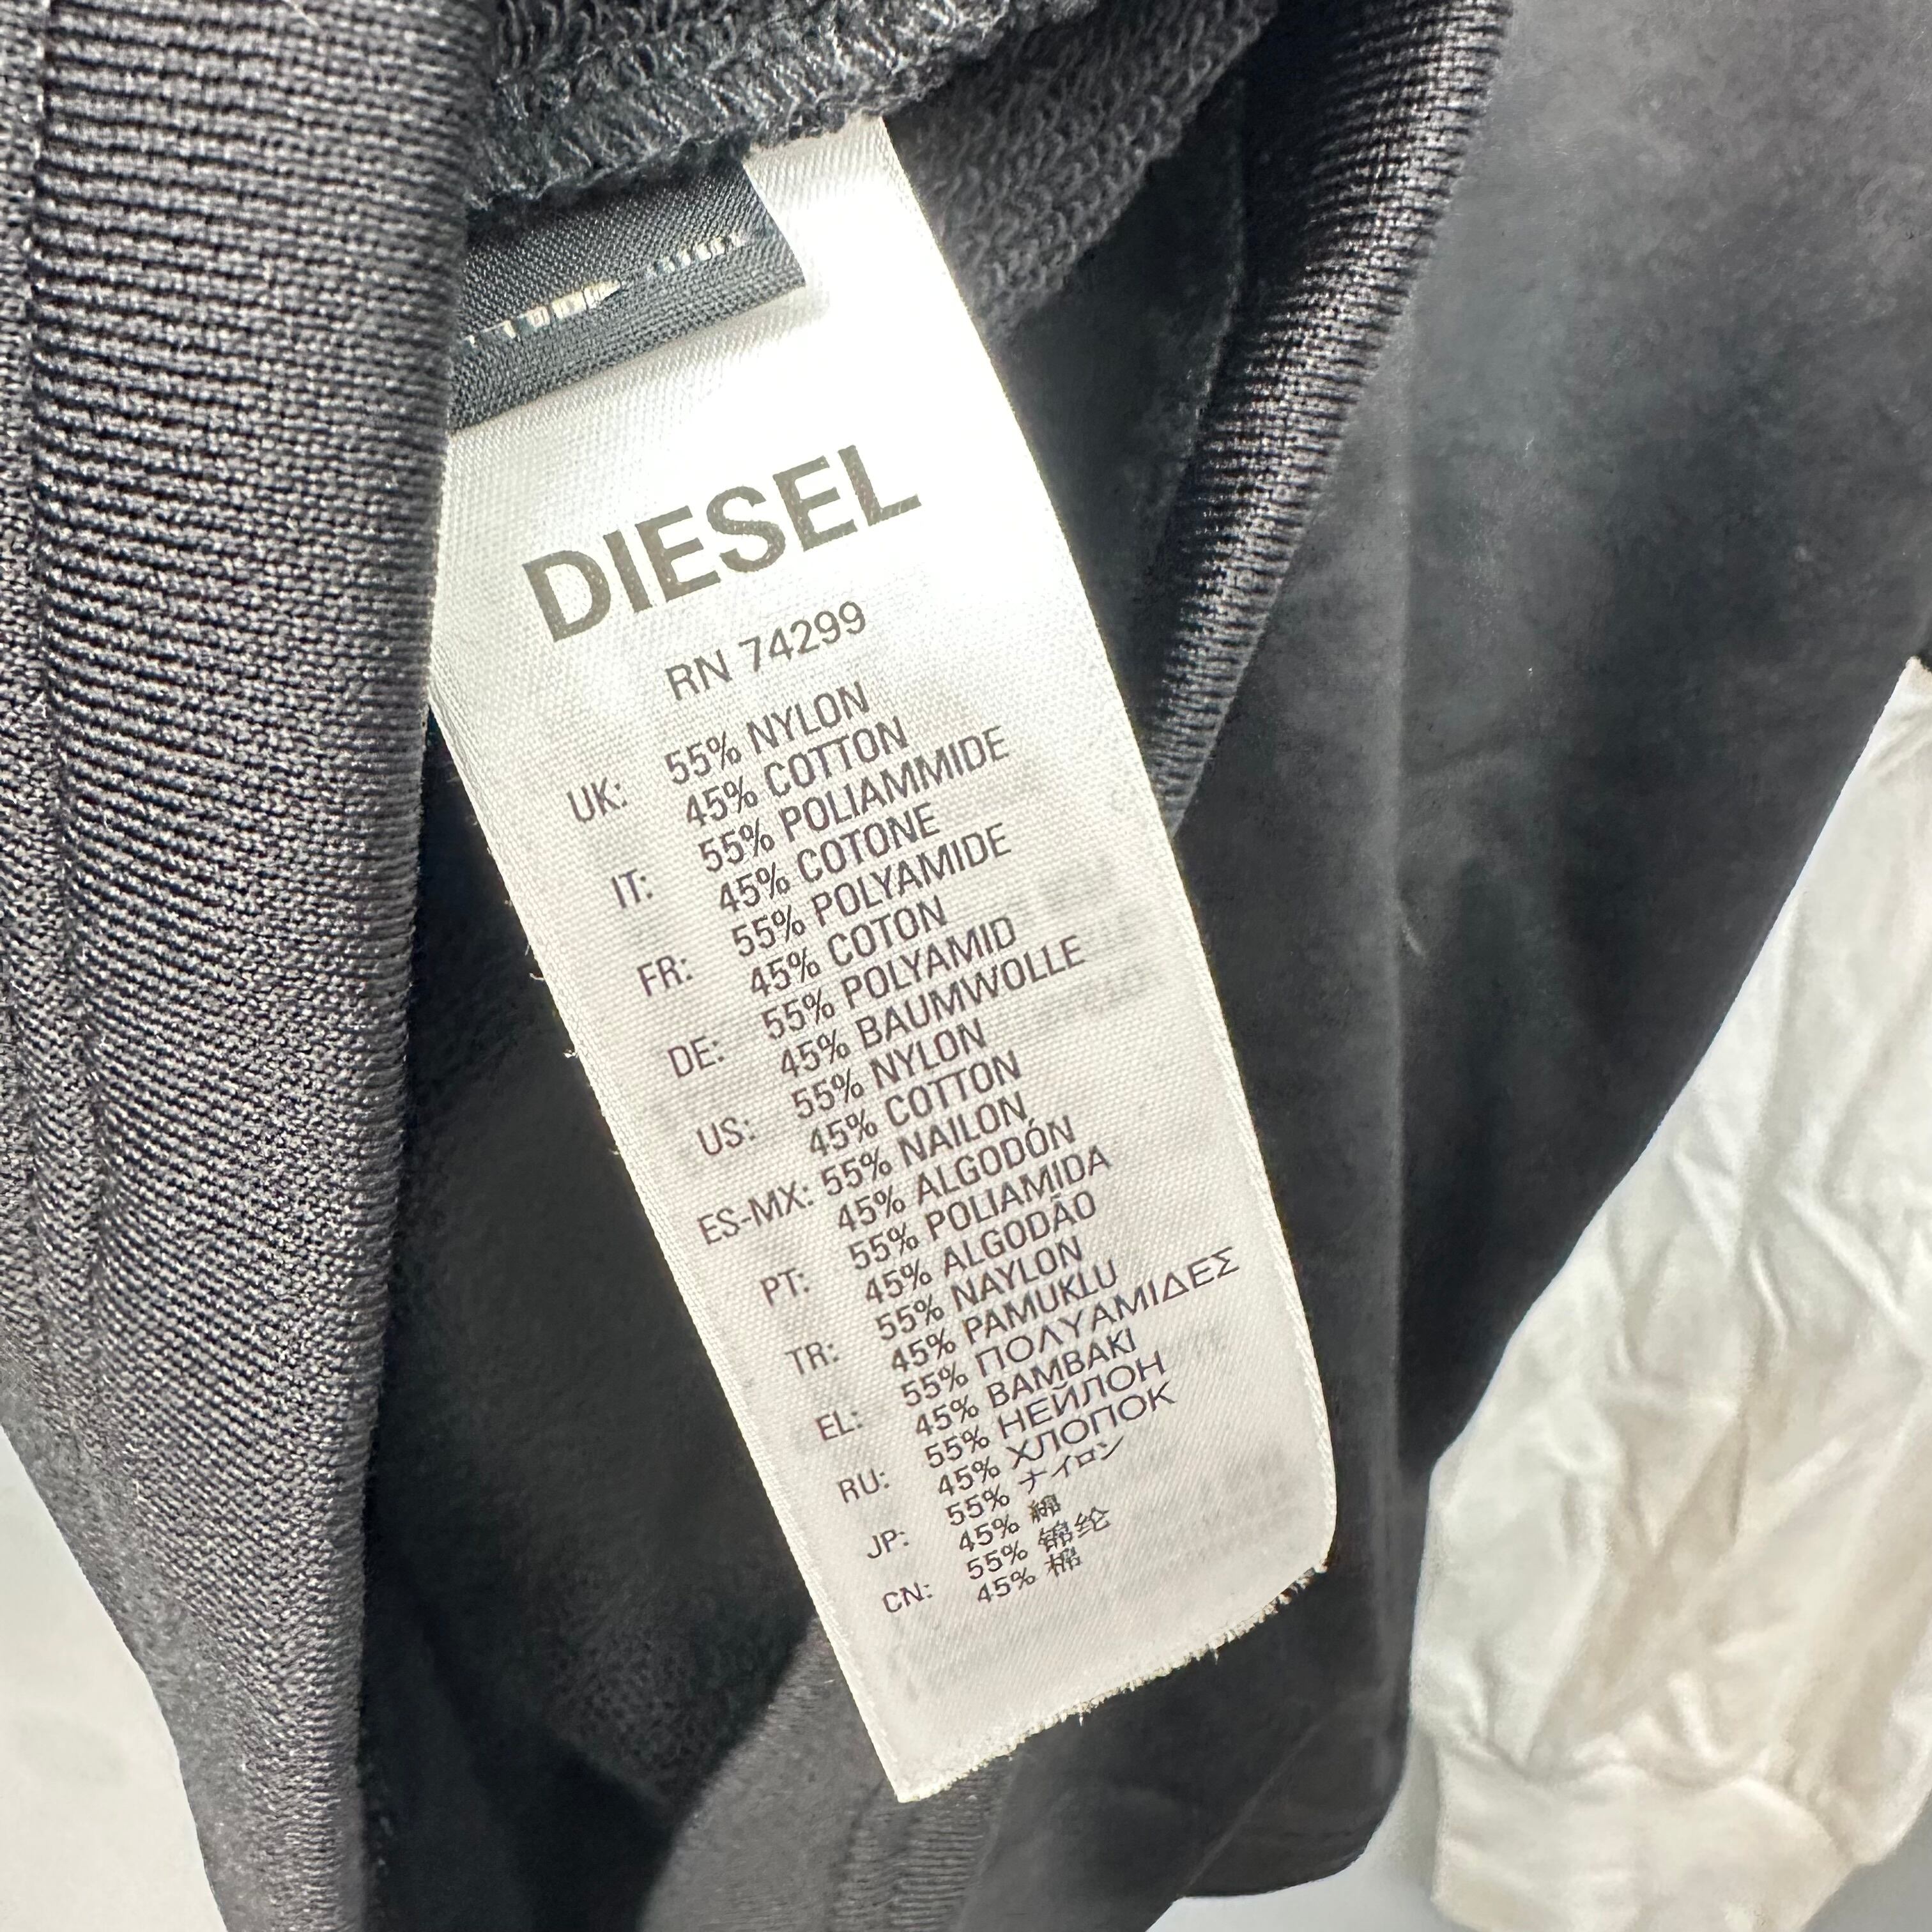 DIESEL
RN 74299
UK: 55% NYLON
45% COTTON
IT: 55% POLIAMMIDE
45% COTONE
FR: 55% POLYAMIDE
45% COTON
DE: 55% POLYAMID
45% BAUMWOLLE
US: 55% NYLON
45% COTTON
ES-MX: 55% NAILON
45% ALGODÓN
PT: 55% POLIAMIDA
45% ALGODÃO
TR: 55% NAYLON
45% PAMUKLU
EL: 55% ΠΟΛΥΑΜΙΔΕΣ
45% ΒΑΜΒΑΚΙ
RU: 55% НЕЙЛОН
45% ХЛОПОК
JP: 55% ナイロン
45% 綿
CN: 55% 锦纶
45% 棉